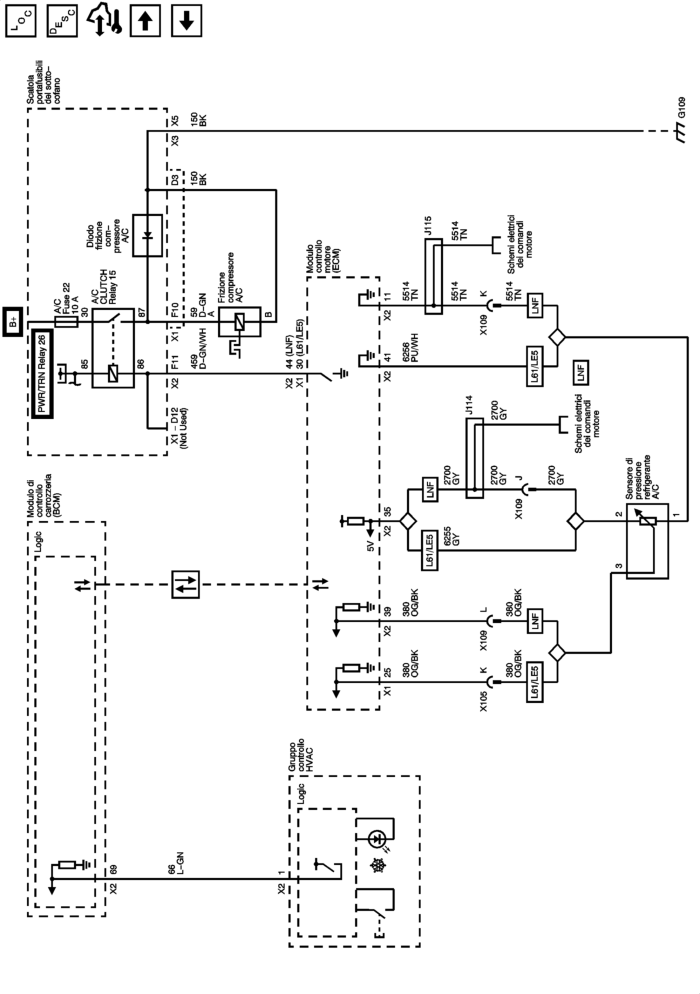 LOC
DESC
Scatola
portafusibili
del sotto-
cofano
B+
PWR/TRN Relay 26
A/C
Fuse 22
10 A
30
A/C
CLUTCH
Relay 15
85
86
87
Diodo
frizione
com-
pressore
A/C
X5
X3
150
BK
D3
150
BK
G109
X1
F10
59
D-GN
A
Frizione
compressore
A/C
B
X2
F11
459
D-GN/WH
X1 - D12
(Not Used)
X2
44 (LNF)
X1
30 (L61/LE5)
Modulo
controllo
motore
(ECM)
X2
11
5514
TN
J115
5514
TN
Schemi elettrici
dei comandi
motore
5514
TN
X109
K
5514
TN
LNF
X2
41
6256
PU/WH
L61/LE5
LNF
5V
X2
35
LNF
2700
GY
J114
2700
GY
Schemi elettrici
dei comandi
motore
2700
GY
X109
J
L61/LE5
6255
GY
Sensore di
pressione
refrigerante
A/C
2
1
3
X2
39
380
OG/BK
X109
L
380
OG/BK
LNF
X1
25
380
OG/BK
X105
K
380
OG/BK
L61/LE5
Modulo di
controllo
carrozzeria
(BCM)
Logic
X2
69
66
L-GN
X2
1
Gruppo
controllo
HVAC
Logic